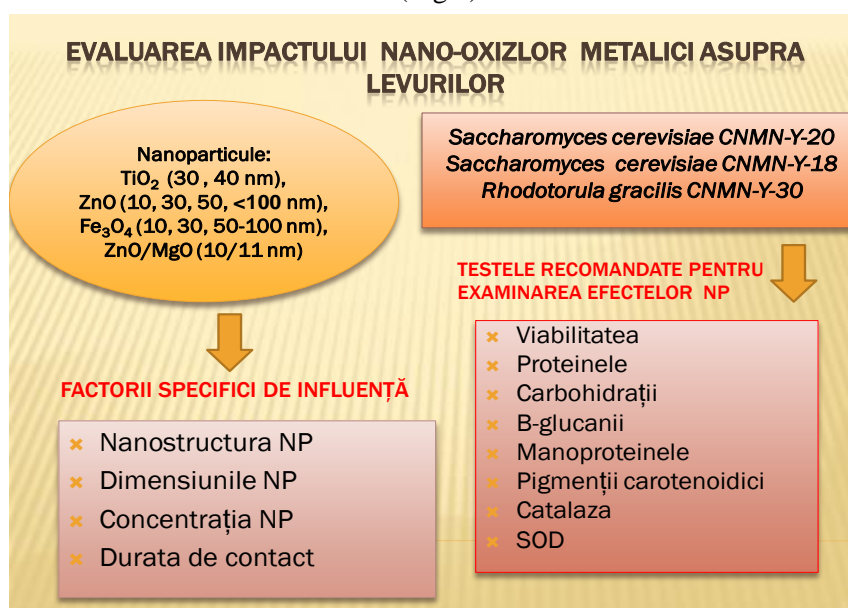 EVALUAREA IMPACTULUI NANO-OXIZLOR METALICI ASUPRA
LEVURILOR
Nanoparticule:
TiO₂ (30 , 40 nm),
ZnO (10, 30, 50, <100 nm),
Fe₃O₄ (10, 30, 50-100 nm),
ZnO/MgO (10/11 nm)
FACTORII SPECIFICI DE INFLUENȚĂ
Nanostructura NP
Dimensiunile NP
Concentrația NP
Durata de contact
Saccharomyces cerevisiae CNMN-Y-20
Saccharomyces cerevisiae CNMN-Y-18
Rhodotorula gracilis CNMN-Y-30
TESTELE RECOMANDATE PENTRU
EXAMINAREA EFECTELOR NP
Viabilitatea
Proteinele
Carbohidrații
B-glucanii
Manoproteinele
Pigmenții carotenoidici
Catalaza
SOD